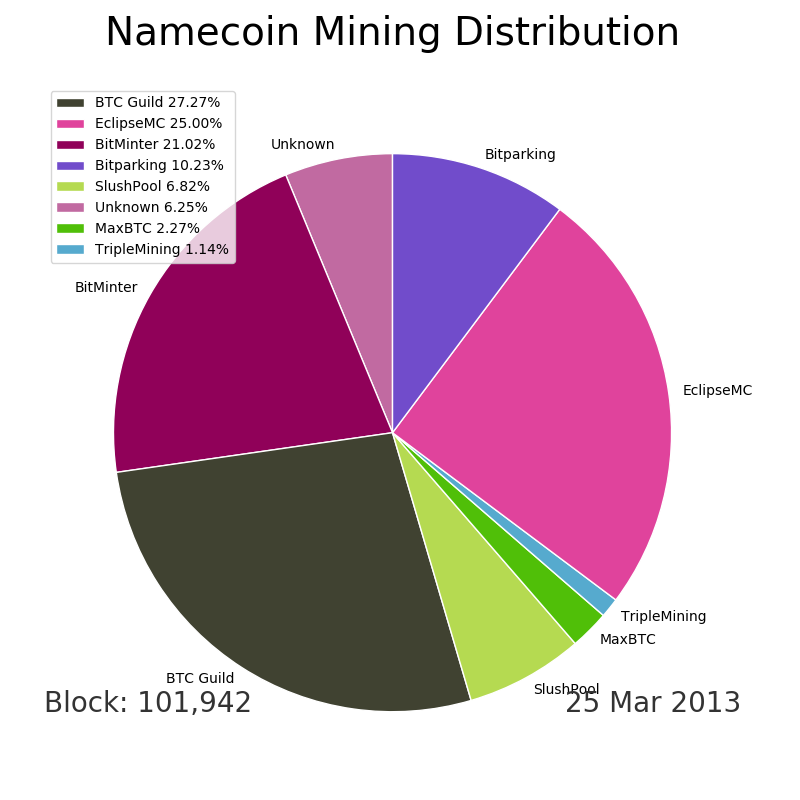 Namecoin Mining Distribution
BTC Guild 27.27%
EclipseMC 25.00%
BitMinter 21.02%
Bitparking 10.23%
SlushPool 6.82%
Unknown 6.25%
MaxBTC 2.27%
TripleMining 1.14%
Unknown
Bitparking
BitMinter
EclipseMC
TripleMining
MaxBTC
BTC Guild
SlushPool
Block: 101,942
25 Mar 2013